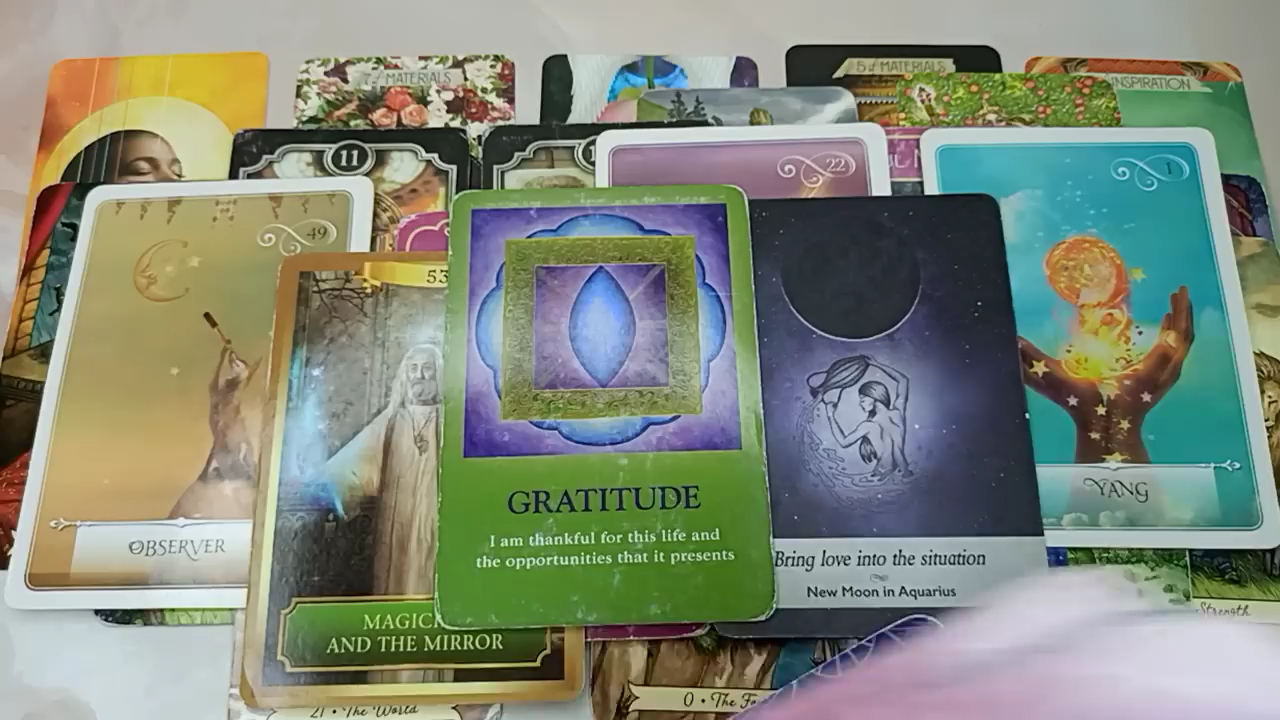 7 of MATERIALS
5 of MATERIALS
INSPIRATION
11
22
1
49
53
OBSERVER
GRATITUDE
I am thankful for this life and
the opportunities that it presents
YANG
Bring love into the situation
New Moon in Aquarius
Strength
AND THE MIRROR
21 • The World
0 • The